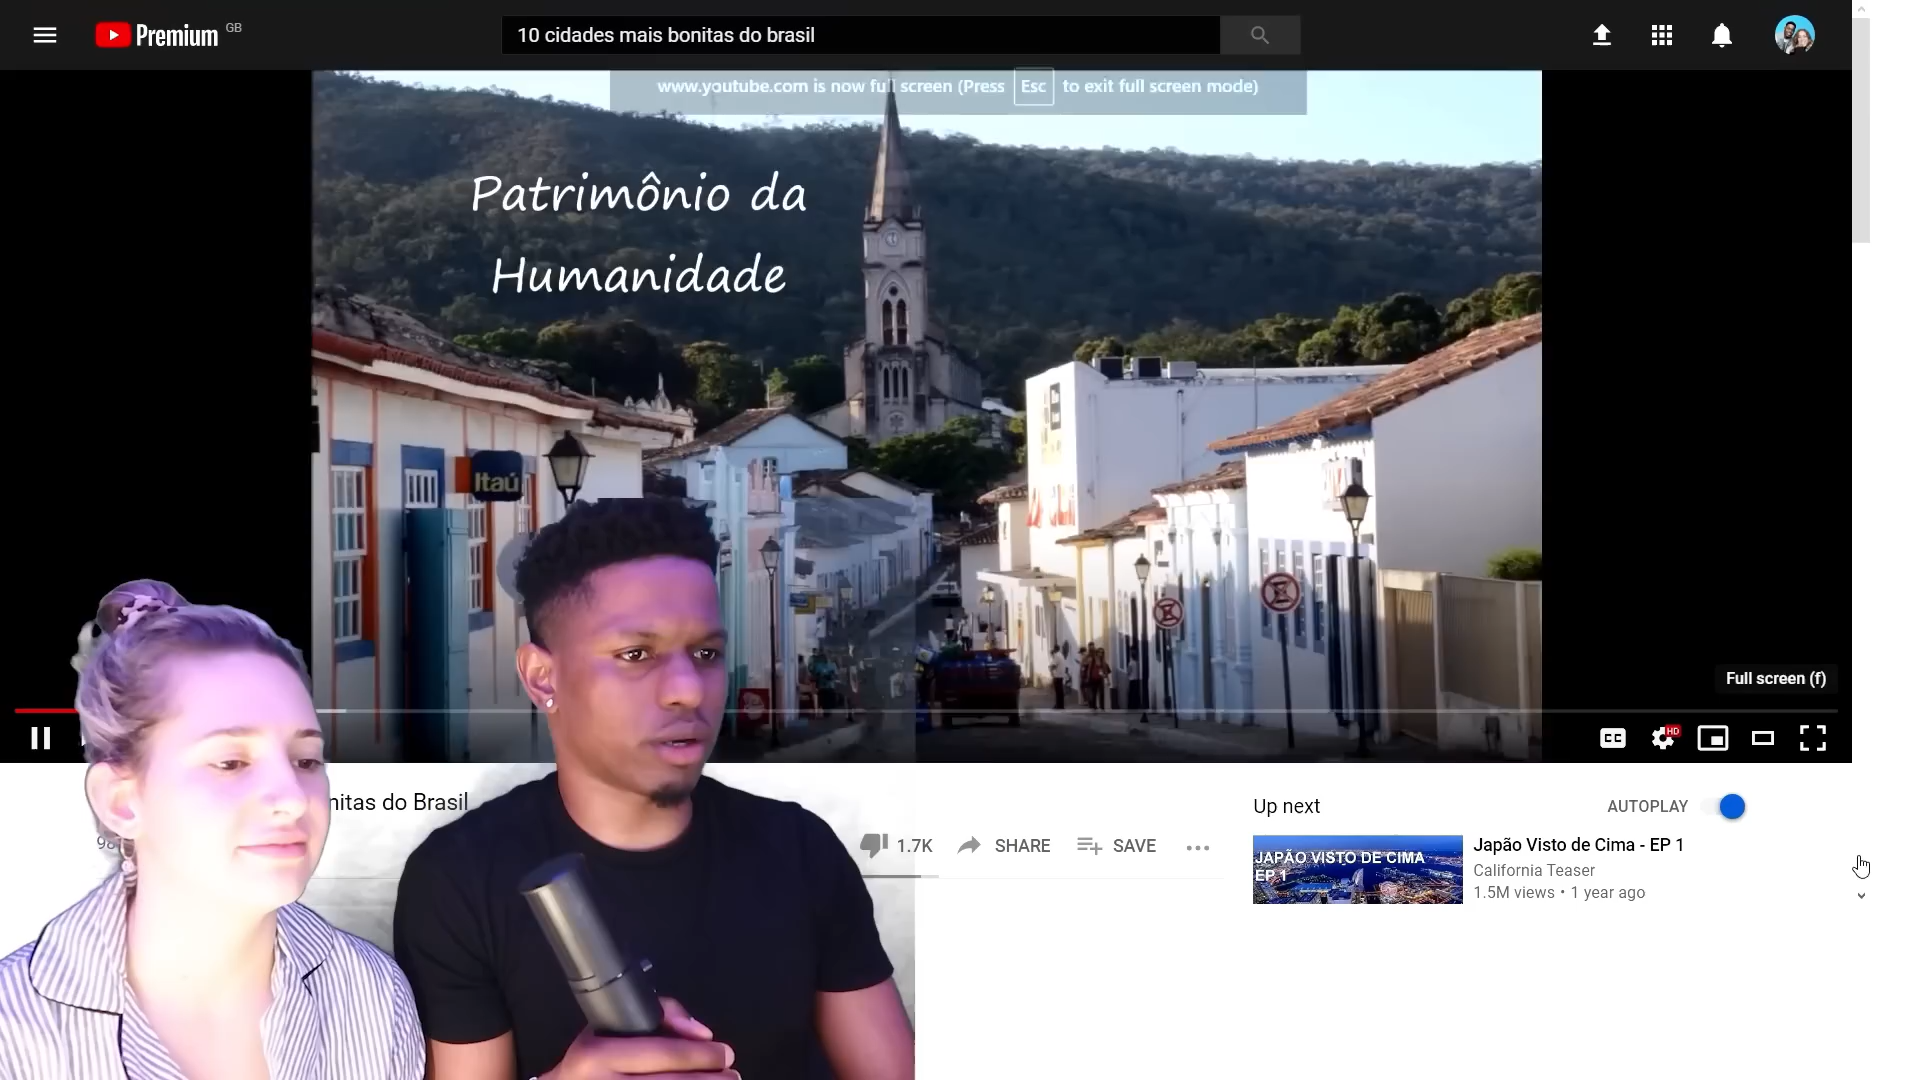 Premium GB
10 cidades mais bonitas do brasil
www.youtube.com is now full screen (Press Esc to exit full screen mode)
Patrimônio da
Humanidade
Itaú
Full screen (f)
CC
HD
nitas do Brasil
98
1.7K
SHARE
SAVE
Up next
AUTOPLAY
JAPÃO VISTO DE CIMA
EP 1
Japão Visto de Cima - EP 1
California Teaser
1.5M views • 1 year ago